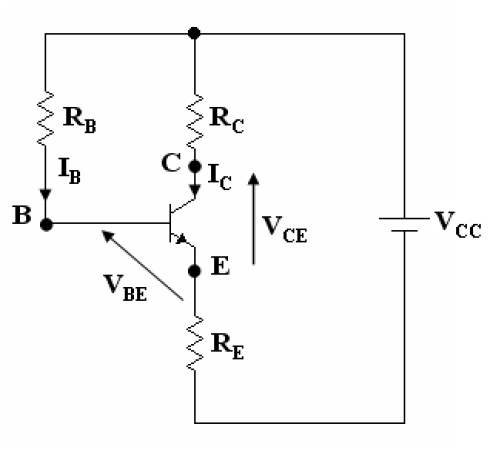 R_B
R_C
C
I_B
I_C
B
V_CE
V_CC
E
V_BE
R_E